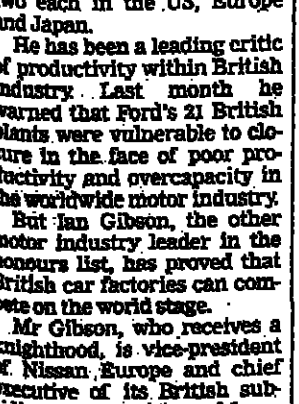 two each in the US, Europe
and Japan.
He has been a leading critic
of productivity within British
industry. Last month he
warned that Ford's 21 British
plants were vulnerable to clo-
sure in the face of poor pro-
ductivity and overcapacity in
the worldwide motor industry.
But Ian Gibson, the other
motor industry leader in the
honours list, has proved that
British car factories can com-
pete on the world stage.
Mr Gibson, who receives a
knighthood, is vice-president
of Nissan Europe and chief
executive of its British sub-